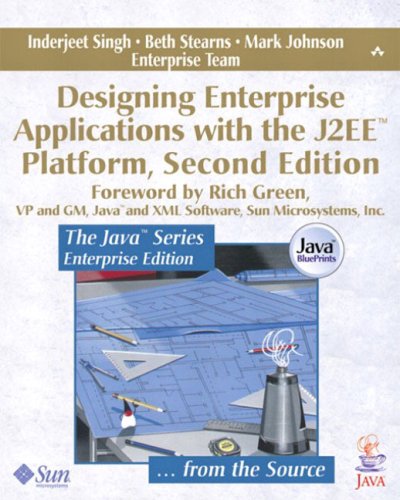 Inderjeet Singh • Beth Stearns • Mark Johnson
Enterprise Team
Designing Enterprise
Applications with the J2EE™
Platform, Second Edition
Foreword by Rich Green,
VP and GM, Java™ and XML Software, Sun Microsystems, Inc.
The Java™ Series
Enterprise Edition
Java™
BluePrints
... from the Source
Sun
microsystems
JAVA